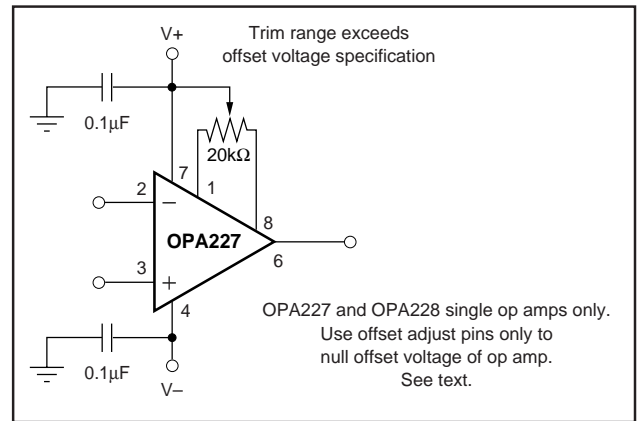 V+
Trim range exceeds
offset voltage specification
0.1μF
20kΩ
7
1
2
–
8
OPA227
6
3
+
4
OPA227 and OPA228 single op amps only.
Use offset adjust pins only to
null offset voltage of op amp.
See text.
0.1μF
V–